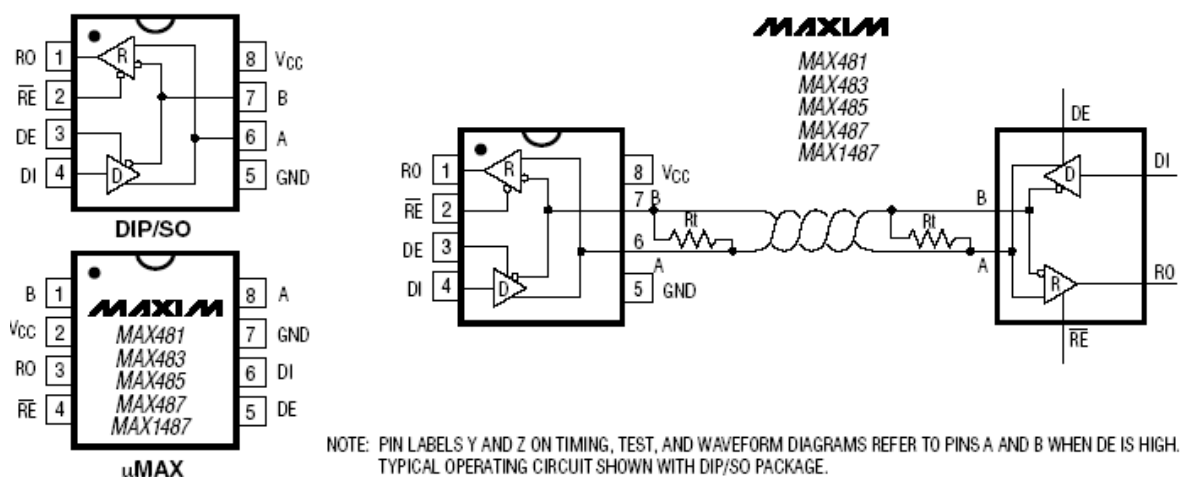 RO 1
8 VCC
RE 2
7 B
DE 3
6 A
DI 4
5 GND
R
D
DIP/SO
MAXIM
MAX481
MAX483
MAX485
MAX487
MAX1487
B 1
8 A
VCC 2
7 GND
RO 3
6 DI
RE 4
5 DE
µMAX
MAXIM
MAX481
MAX483
MAX485
MAX487
MAX1487
RO 1
8 VCC
RE 2
7 B
DE 3
6 A
DI 4
5 GND
R
D
Rt
Rt
DE
DI
D
B
A
R
RO
RE
NOTE: PIN LABELS Y AND Z ON TIMING, TEST, AND WAVEFORM DIAGRAMS REFER TO PINS A AND B WHEN DE IS HIGH.
TYPICAL OPERATING CIRCUIT SHOWN WITH DIP/SO PACKAGE.